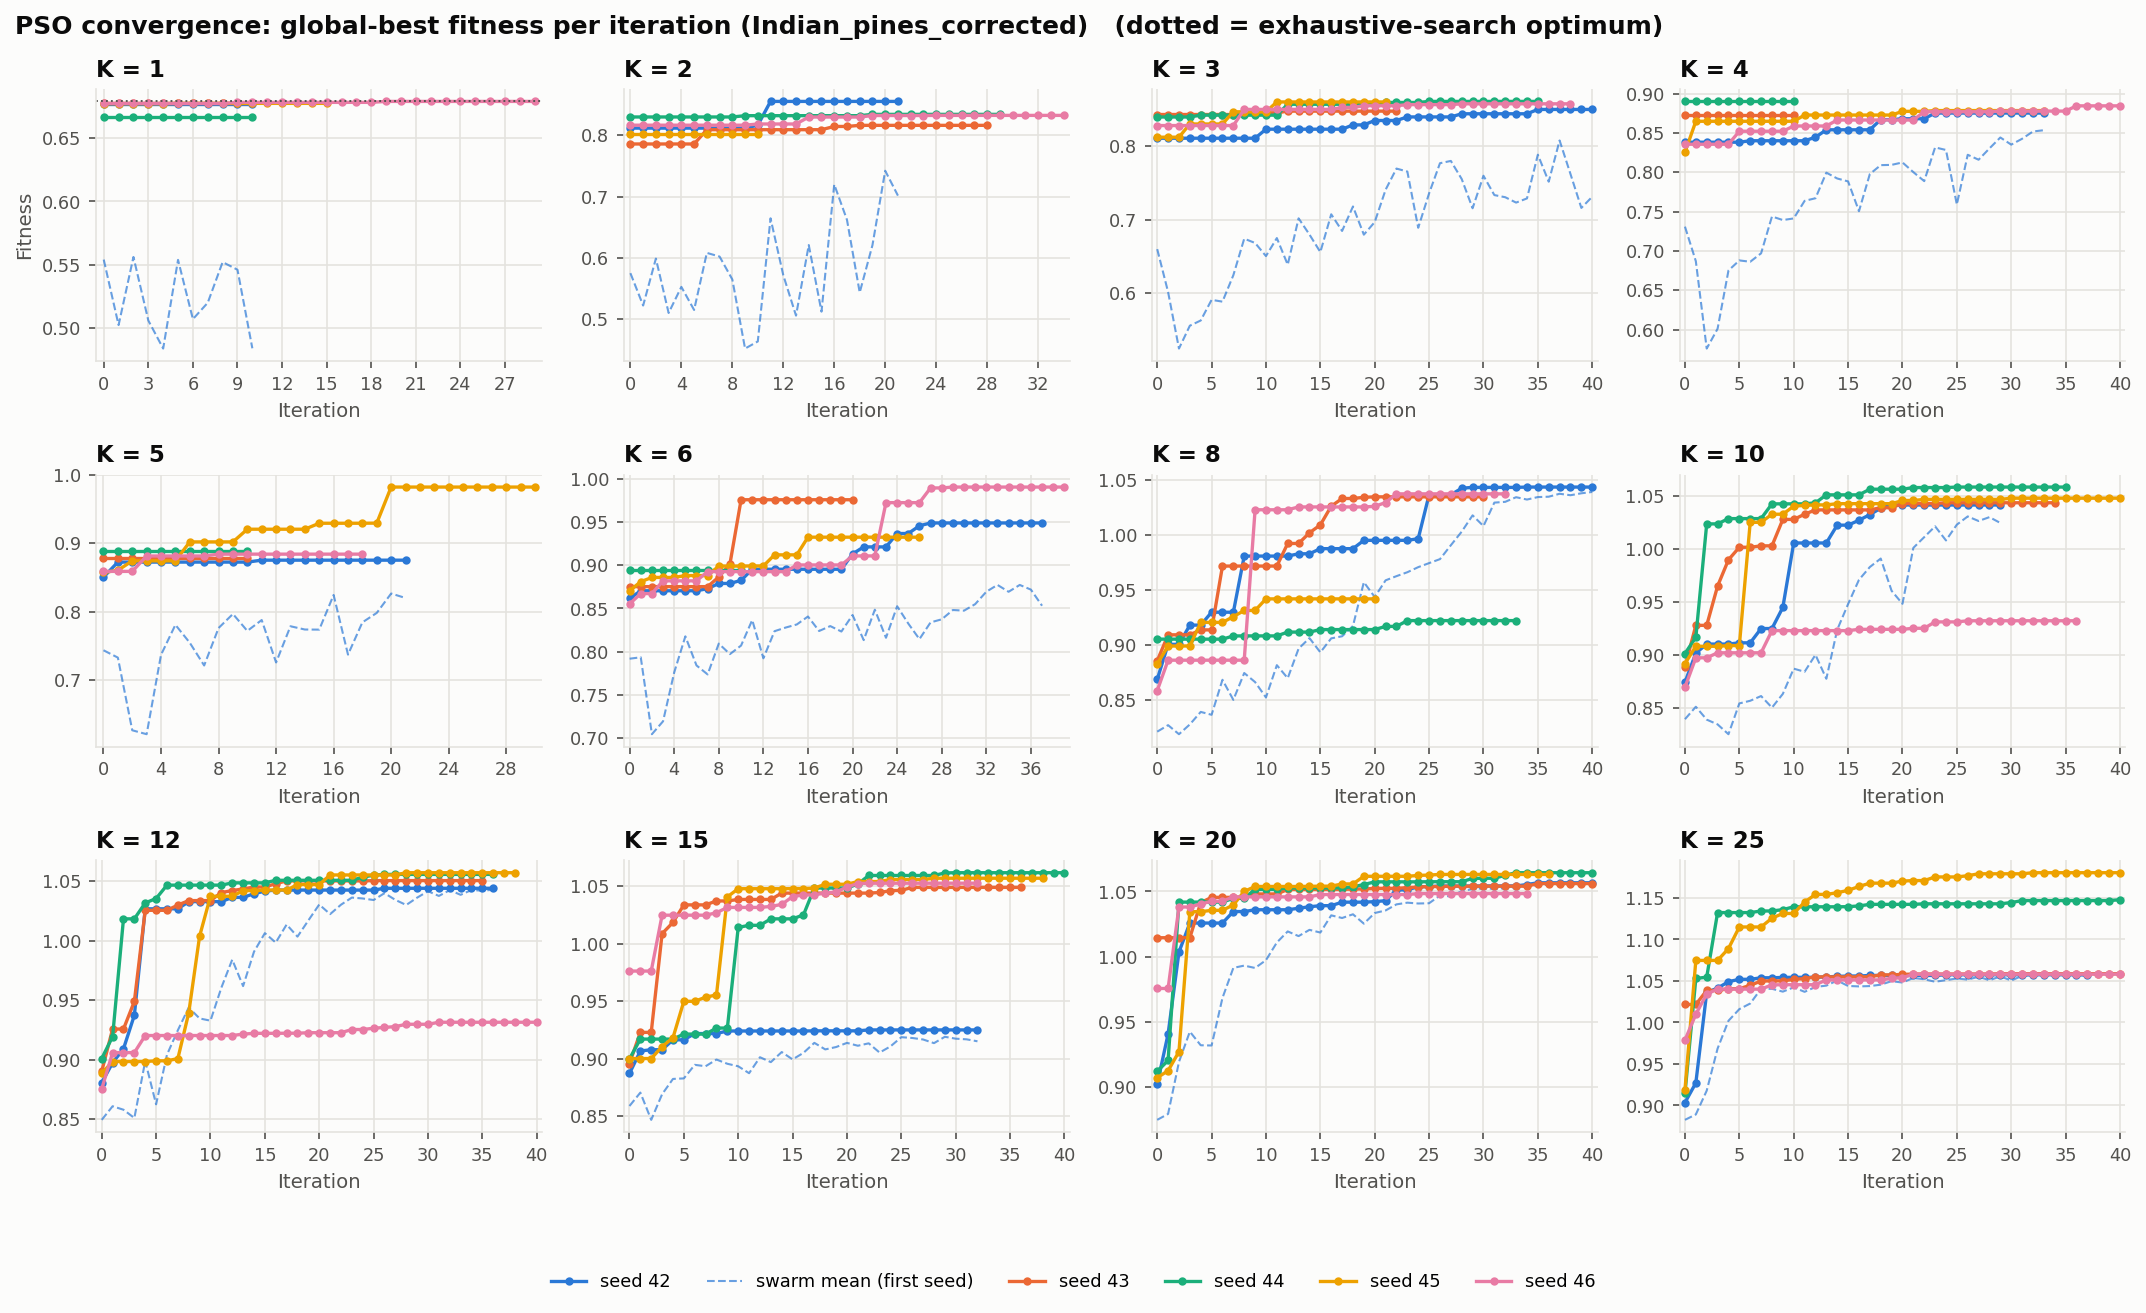 PSO convergence: global-best fitness per iteration (Indian_pines_corrected)   (dotted = exhaustive-search optimum)
K = 1
Fitness
0.65
0.60
0.55
0.50
0 3 6 9 12 15 18 21 24 27
Iteration
K = 2
0.8
0.7
0.6
0.5
0 4 8 12 16 20 24 28 32
Iteration
K = 3
0.8
0.7
0.6
0 5 10 15 20 25 30 35 40
Iteration
K = 4
0.90
0.85
0.80
0.75
0.70
0.65
0.60
0 5 10 15 20 25 30 35 40
Iteration
K = 5
1.0
0.9
0.8
0.7
0 4 8 12 16 20 24 28
Iteration
K = 6
1.00
0.95
0.90
0.85
0.80
0.75
0.70
0 4 8 12 16 20 24 28 32 36
Iteration
K = 8
1.05
1.00
0.95
0.90
0.85
0 5 10 15 20 25 30 35 40
Iteration
K = 10
1.05
1.00
0.95
0.90
0.85
0 5 10 15 20 25 30 35 40
Iteration
K = 12
1.05
1.00
0.95
0.90
0.85
0 5 10 15 20 25 30 35 40
Iteration
K = 15
1.05
1.00
0.95
0.90
0.85
0 5 10 15 20 25 30 35 40
Iteration
K = 20
1.05
1.00
0.95
0.90
0 5 10 15 20 25 30 35 40
Iteration
K = 25
1.15
1.10
1.05
1.00
0.95
0.90
0 5 10 15 20 25 30 35 40
Iteration
seed 42 swarm mean (first seed) seed 43 seed 44 seed 45 seed 46